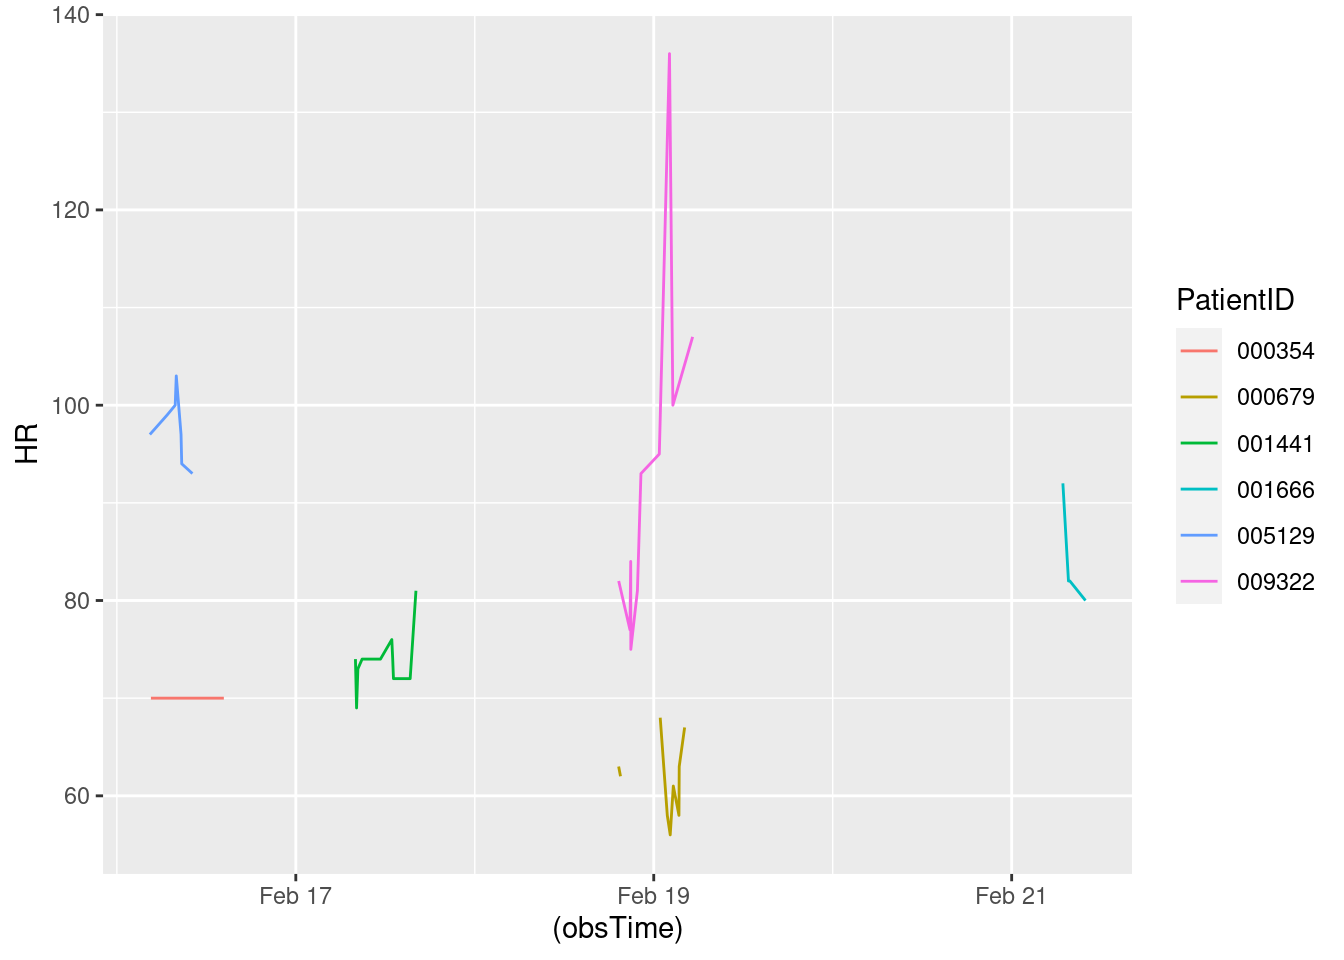 140
120
100
80
60
HR
Feb 17
Feb 19
Feb 21
(obsTime)
PatientID
000354
000679
001441
001666
005129
009322